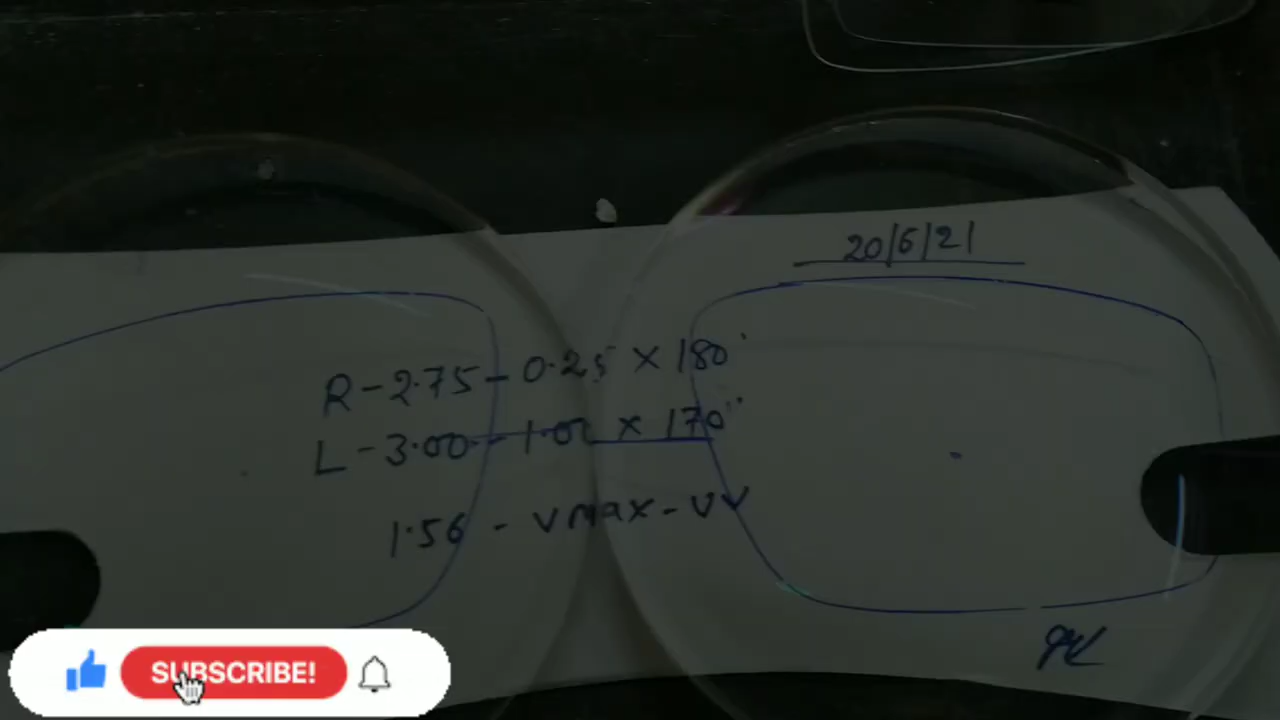 20/6/21
R-2.75-0.25 X 180°
L-3.00-1.00 X 170°
1.56 - vmax - UV
SUBSCRIBE!